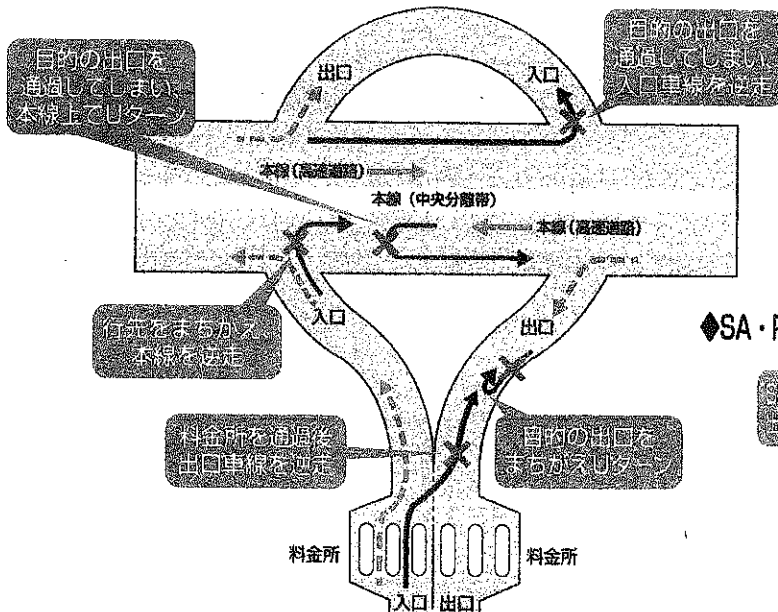 目的の出口を
通過してしまい、
本線上でUターン
出口
入口
目的の出口を
通過してしまい、
入口車線を逆走
本線(高速道路)
本線(中央分離帯)
本線(高速道路)
行先をまちがえ
本線を逆走
入口
出口
◆SA・P
料金所を通過後
出口車線を逆走
目的の出口を
まちがえUターン
料金所
料金所
入口
出口